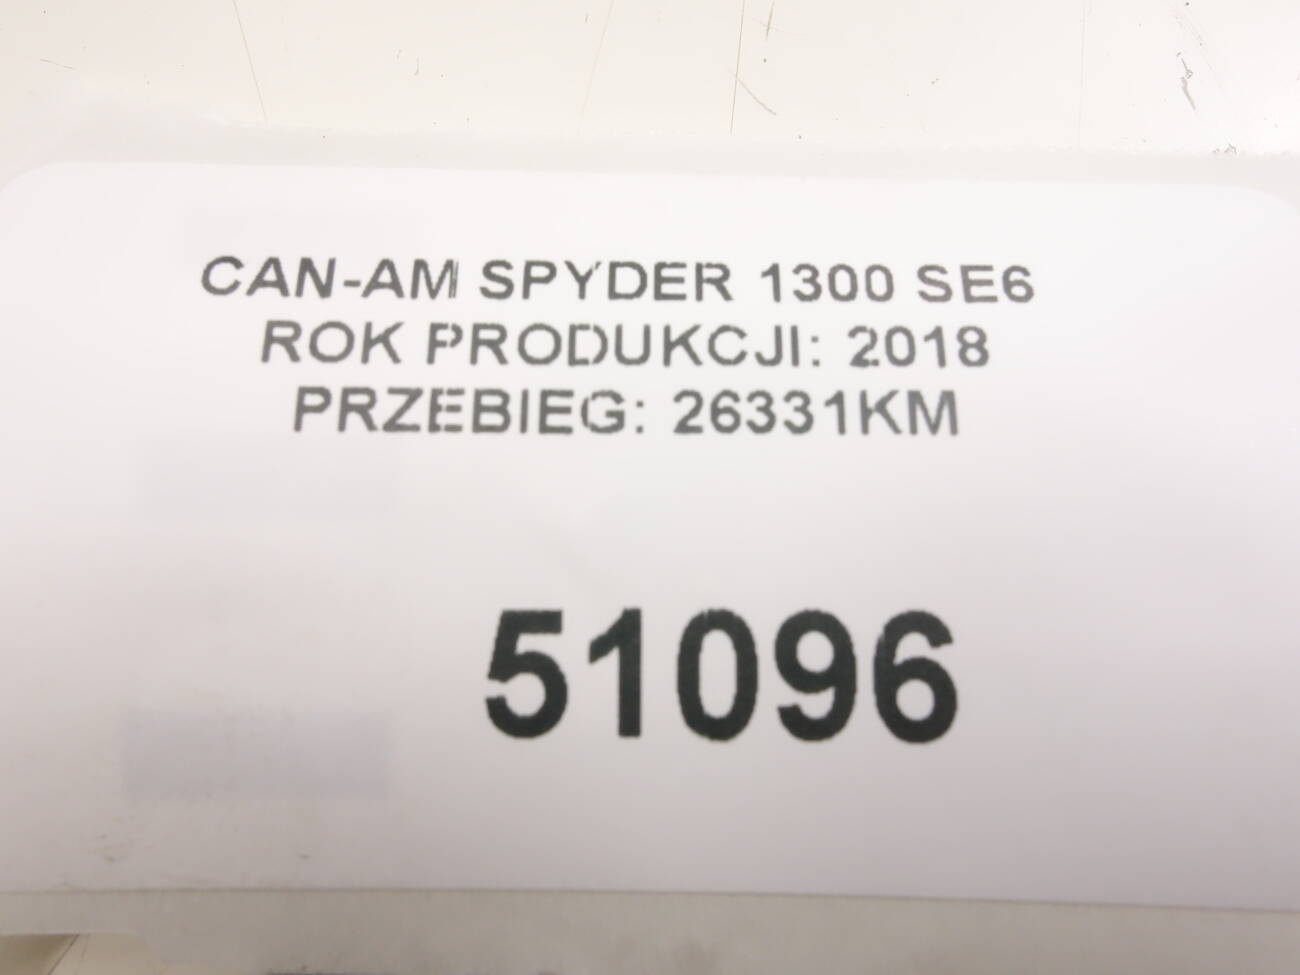 CAN-AM SPYDER 1300 SE6
ROK PRODUKCJI: 2018
PRZEBIEG: 26331KM
51096